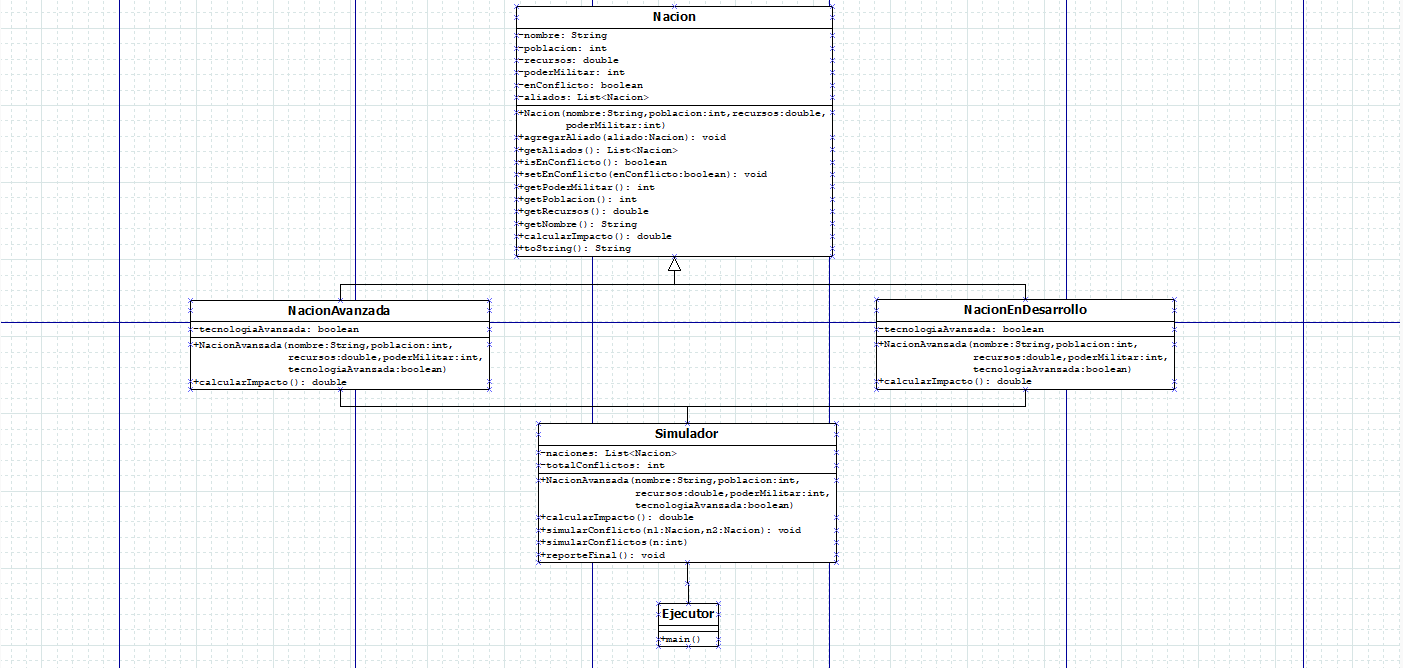 Nacion
-nombre: String
-poblacion: int
-recursos: double
-poderMilitar: int
-enConflicto: boolean
-aliados: List<Nacion>
+Nacion(nombre:String,poblacion:int,recursos:double,
poderMilitar:int)
+agregarAliado(aliado:Nacion): void
+getAliados(): List<Nacion>
+isEnConflicto(): boolean
+setEnConflicto(enConflicto:boolean): void
+getPoderMilitar(): int
+getPoblacion(): int
+getRecursos(): double
+getNombre(): String
+calcularImpacto(): double
+toString(): String
NacionAvanzada
-tecnologiaAvanzada: boolean
+NacionAvanzada(nombre:String,poblacion:int,
recursos:double,poderMilitar:int,
tecnologiaAvanzada:boolean)
+calcularImpacto(): double
NacionEnDesarrollo
-tecnologiaAvanzada: boolean
+NacionAvanzada(nombre:String,poblacion:int,
recursos:double,poderMilitar:int,
tecnologiaAvanzada:boolean)
+calcularImpacto(): double
Simulador
-naciones: List<Nacion>
-totalConflictos: int
+NacionAvanzada(nombre:String,poblacion:int,
recursos:double,poderMilitar:int,
tecnologiaAvanzada:boolean)
+calcularImpacto(): double
+simularConflicto(n1:Nacion,n2:Nacion): void
+simularConflictos(n:int)
+reporteFinal(): void
Ejecutor
+main()